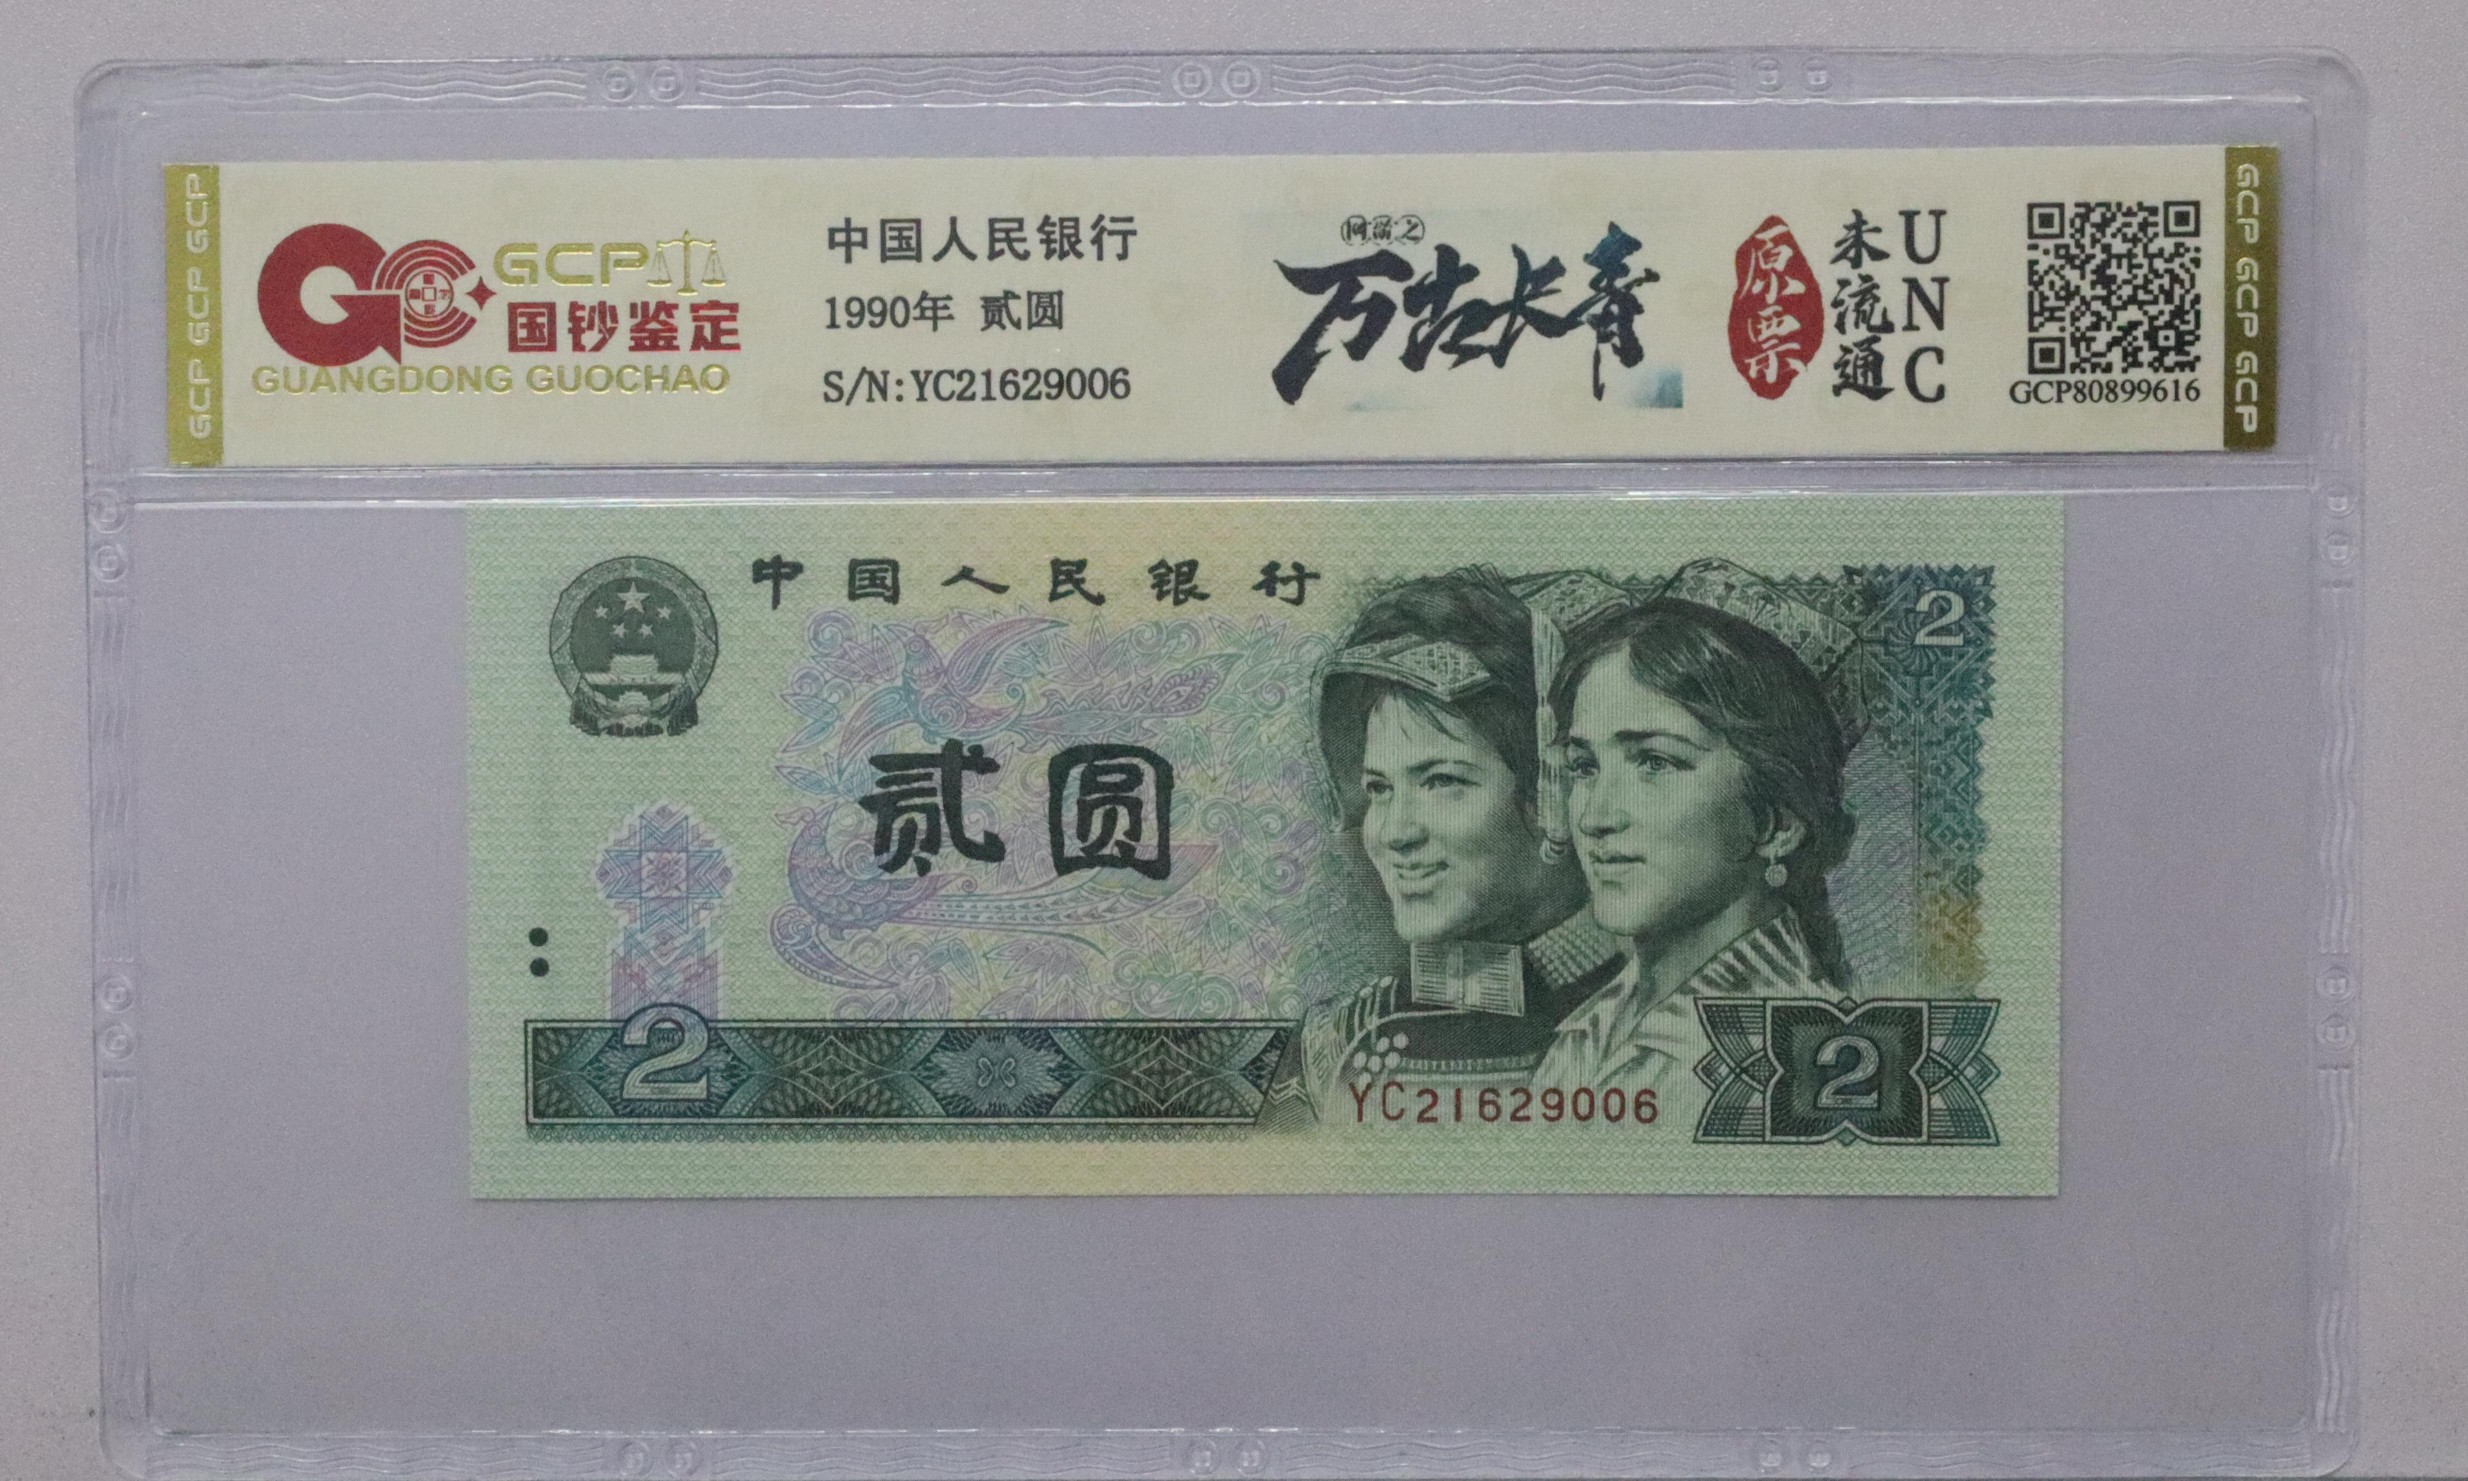 GCP GCP GCP
GCP
国钞鉴定
GUANGDONG GUOCHAO
中国人民银行
1990年 贰圆
S/N:YC21629006
万古长青
原票
未流通
UNC
GCP80899616
GCP GCP GCP
中国人民银行
2
贰圆
2
YC21629006
2